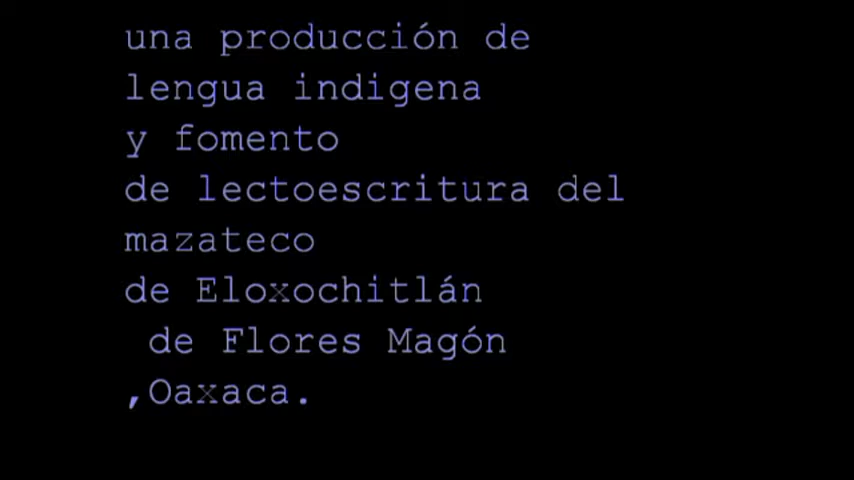 una producción de
lengua indigena
y fomento
de lectoescritura del
mazateco
de Eloxochitlán
de Flores Magón
,Oaxaca.